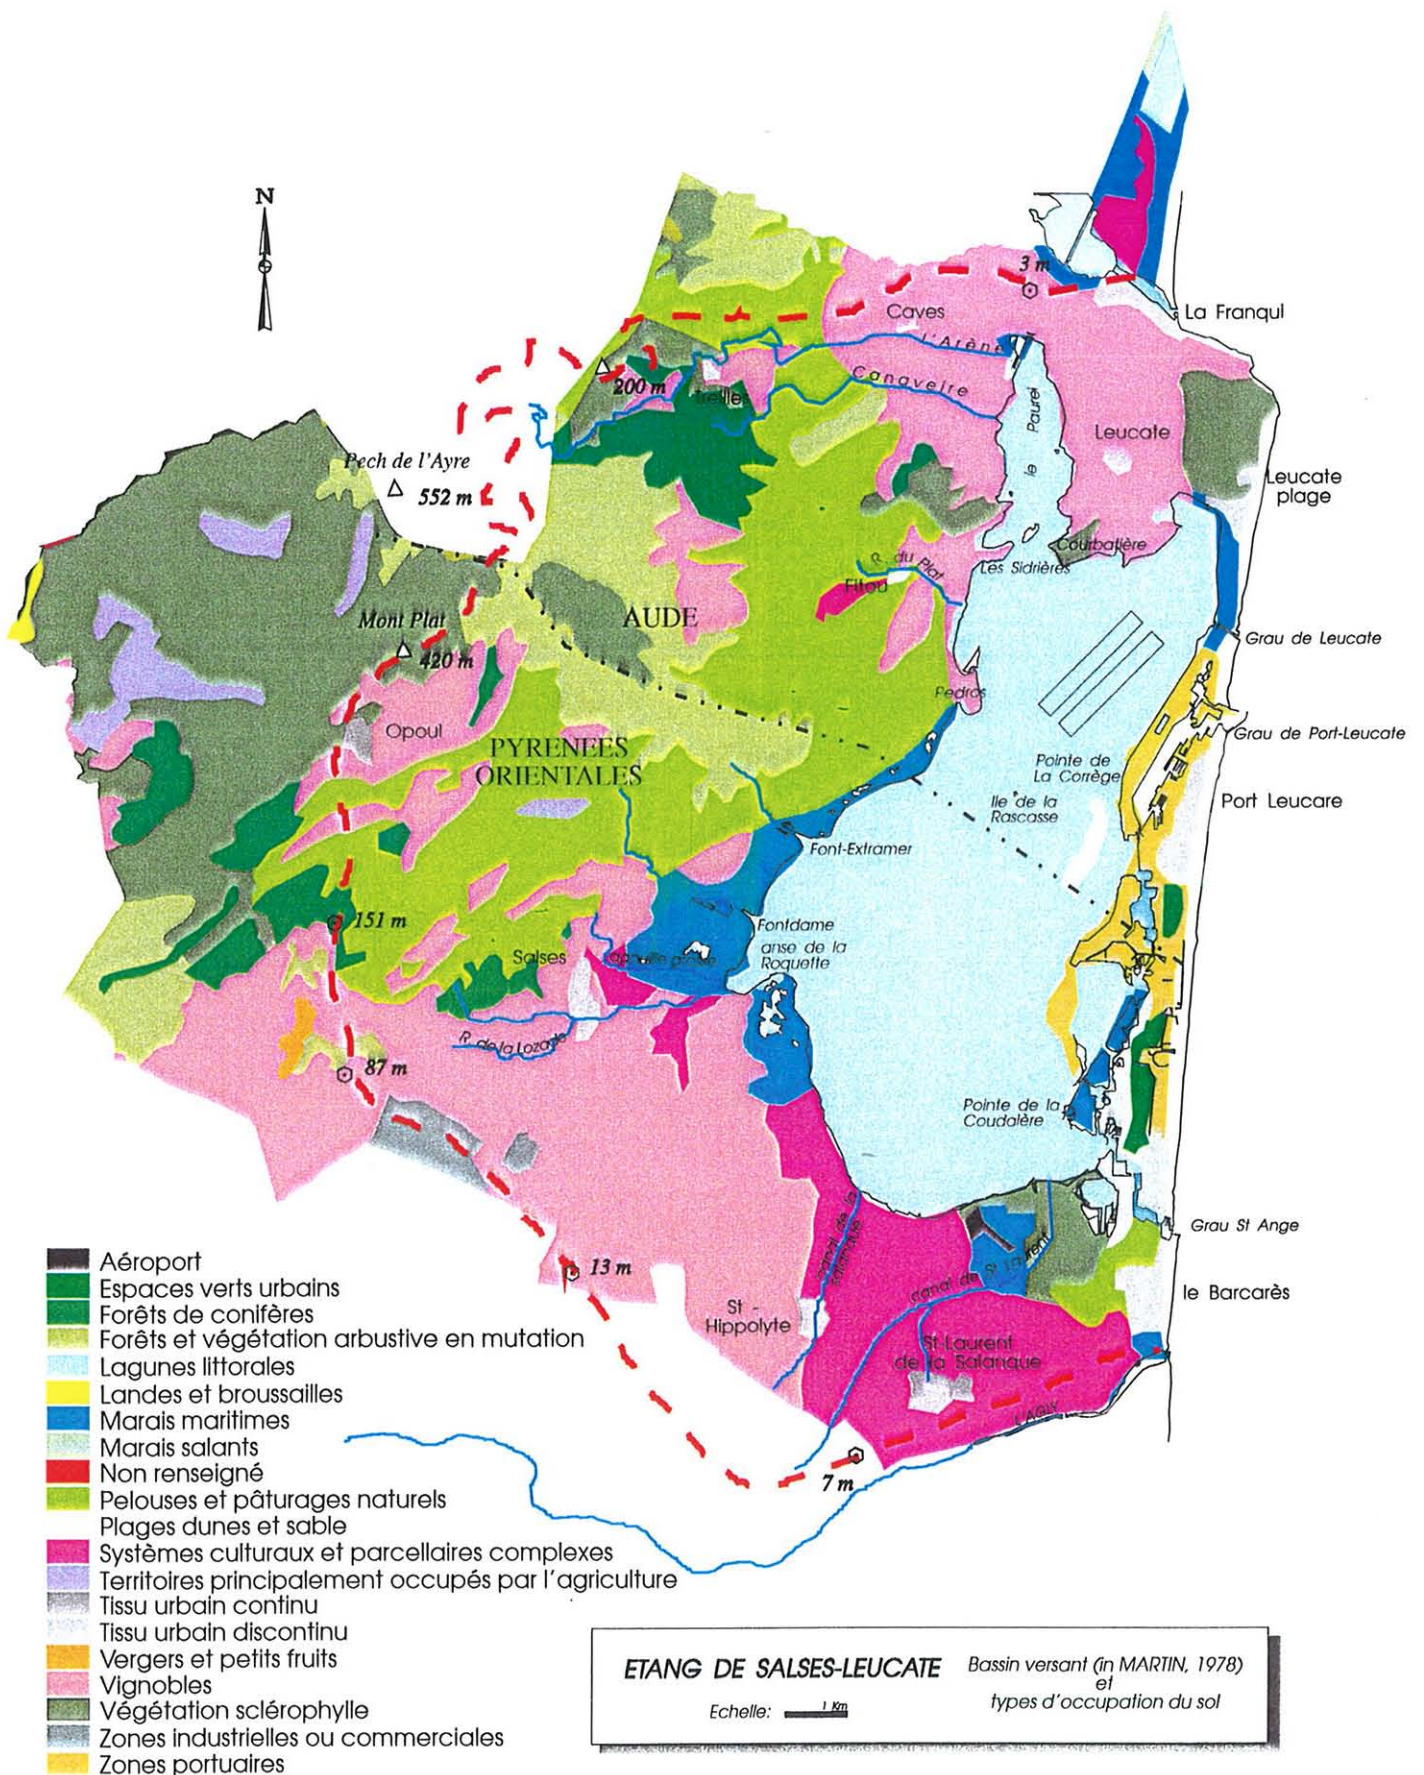 N
3 m
La Franqui
Caves
l'Arène
Canaveire
200 m
Treilles
le Paurel
Leucate
Pech de l'Ayre
552 m
Leucate
plage
Courbatière
Les Sidrières
R. du Plat
Fitou
AUDE
Mont Plat
420 m
Grau de Leucate
Pedros
Opoul
PYRENEES
ORIENTALES
Grau de Port-Leucate
Pointe de
La Corrège
Ile de la
Rascasse
Port Leucare
Font-Extramer
151 m
Fontdame
anse de la
Roquette
Salses
R. de la Lozade
87 m
Pointe de la
Coudalère
Canal de la
Salanque
Grau St Ange
canal de St Laurent
13 m
le Barcarès
St -
Hippolyte
St-Laurent
de la Salanque
L'AGLY
7 m
Aéroport
Espaces verts urbains
Forêts de conifères
Forêts et végétation arbustive en mutation
Lagunes littorales
Landes et broussailles
Marais maritimes
Marais salants
Non renseigné
Pelouses et pâturages naturels
Plages dunes et sable
Systèmes culturaux et parcellaires complexes
Territoires principalement occupés par l'agriculture
Tissu urbain continu
Tissu urbain discontinu
Vergers et petits fruits
Vignobles
Végétation sclérophylle
Zones industrielles ou commerciales
Zones portuaires
ETANG DE SALSES-LEUCATE
Bassin versant (in MARTIN, 1978)
et
types d'occupation du sol
Echelle:
1 Km